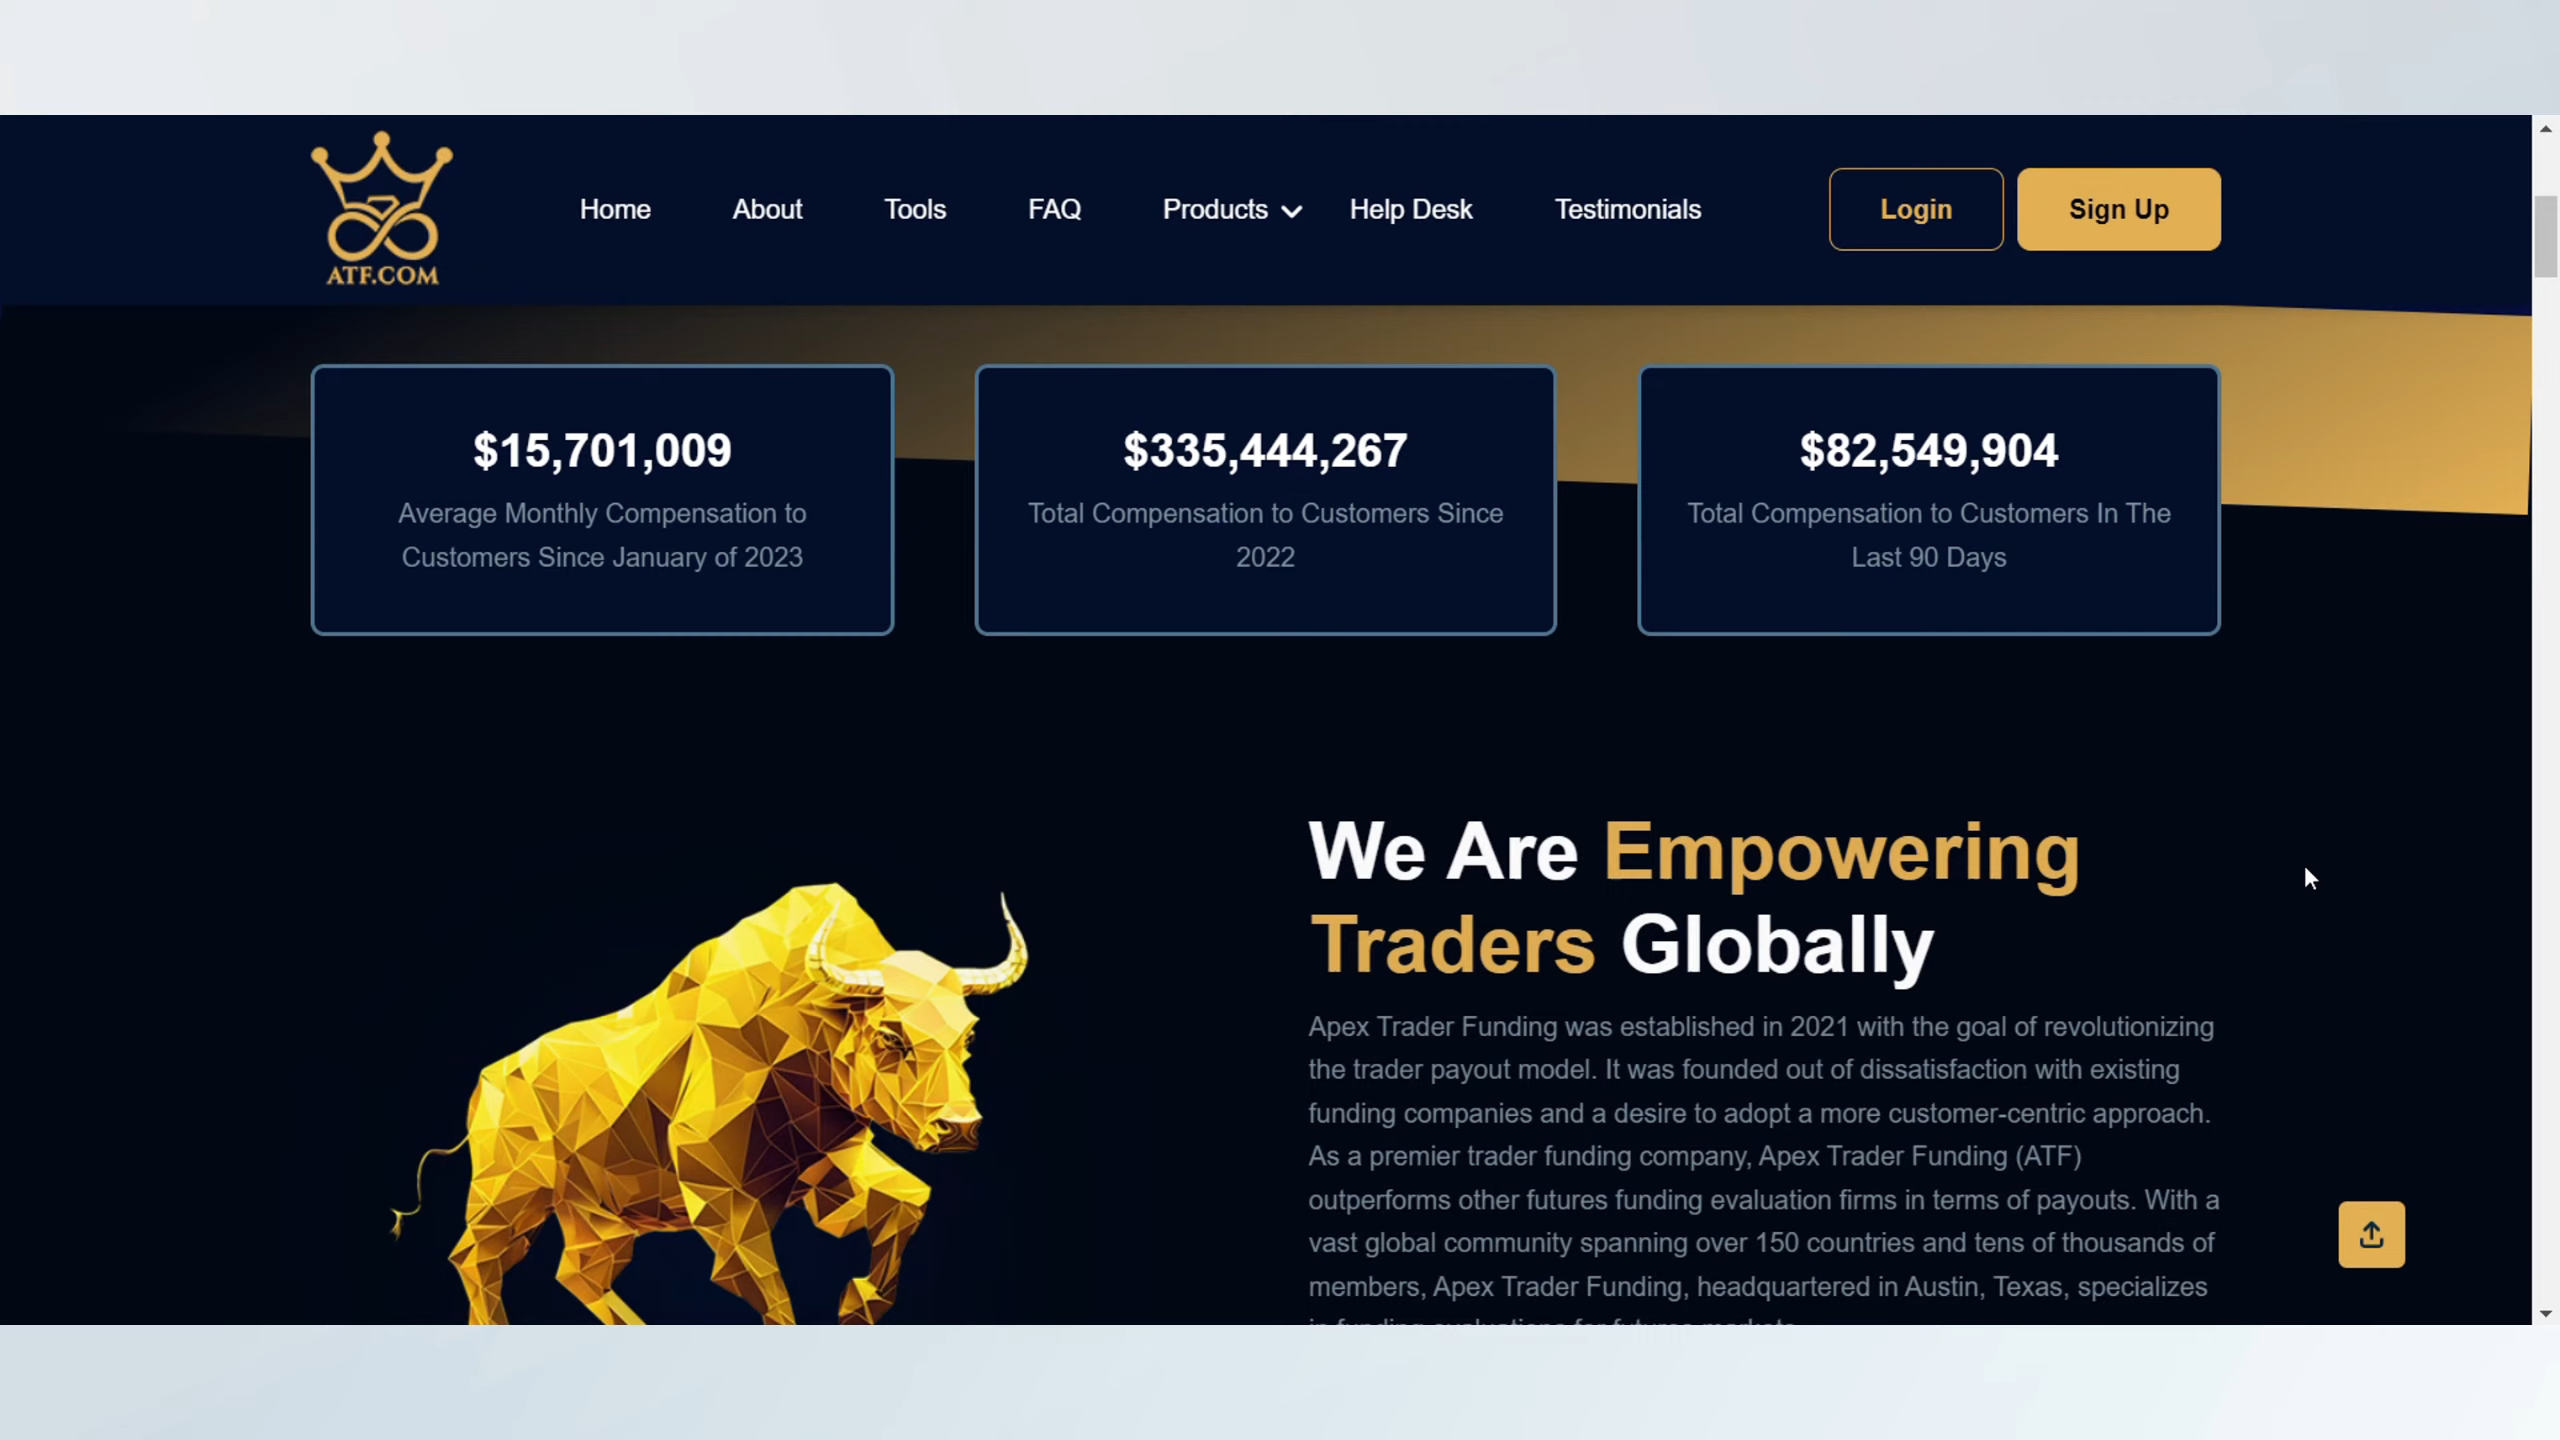 ATF.COM
Home About Tools FAQ Products Help Desk Testimonials Login Sign Up
$15,701,009
Average Monthly Compensation to
Customers Since January of 2023
$335,444,267
Total Compensation to Customers Since
2022
$82,549,904
Total Compensation to Customers In The
Last 90 Days
We Are Empowering
Traders Globally
Apex Trader Funding was established in 2021 with the goal of revolutionizing
the trader payout model. It was founded out of dissatisfaction with existing
funding companies and a desire to adopt a more customer-centric approach.
As a premier trader funding company, Apex Trader Funding (ATF)
outperforms other futures funding evaluation firms in terms of payouts. With a
vast global community spanning over 150 countries and tens of thousands of
members, Apex Trader Funding, headquartered in Austin, Texas, specializes
in funding evaluations for futures markets.